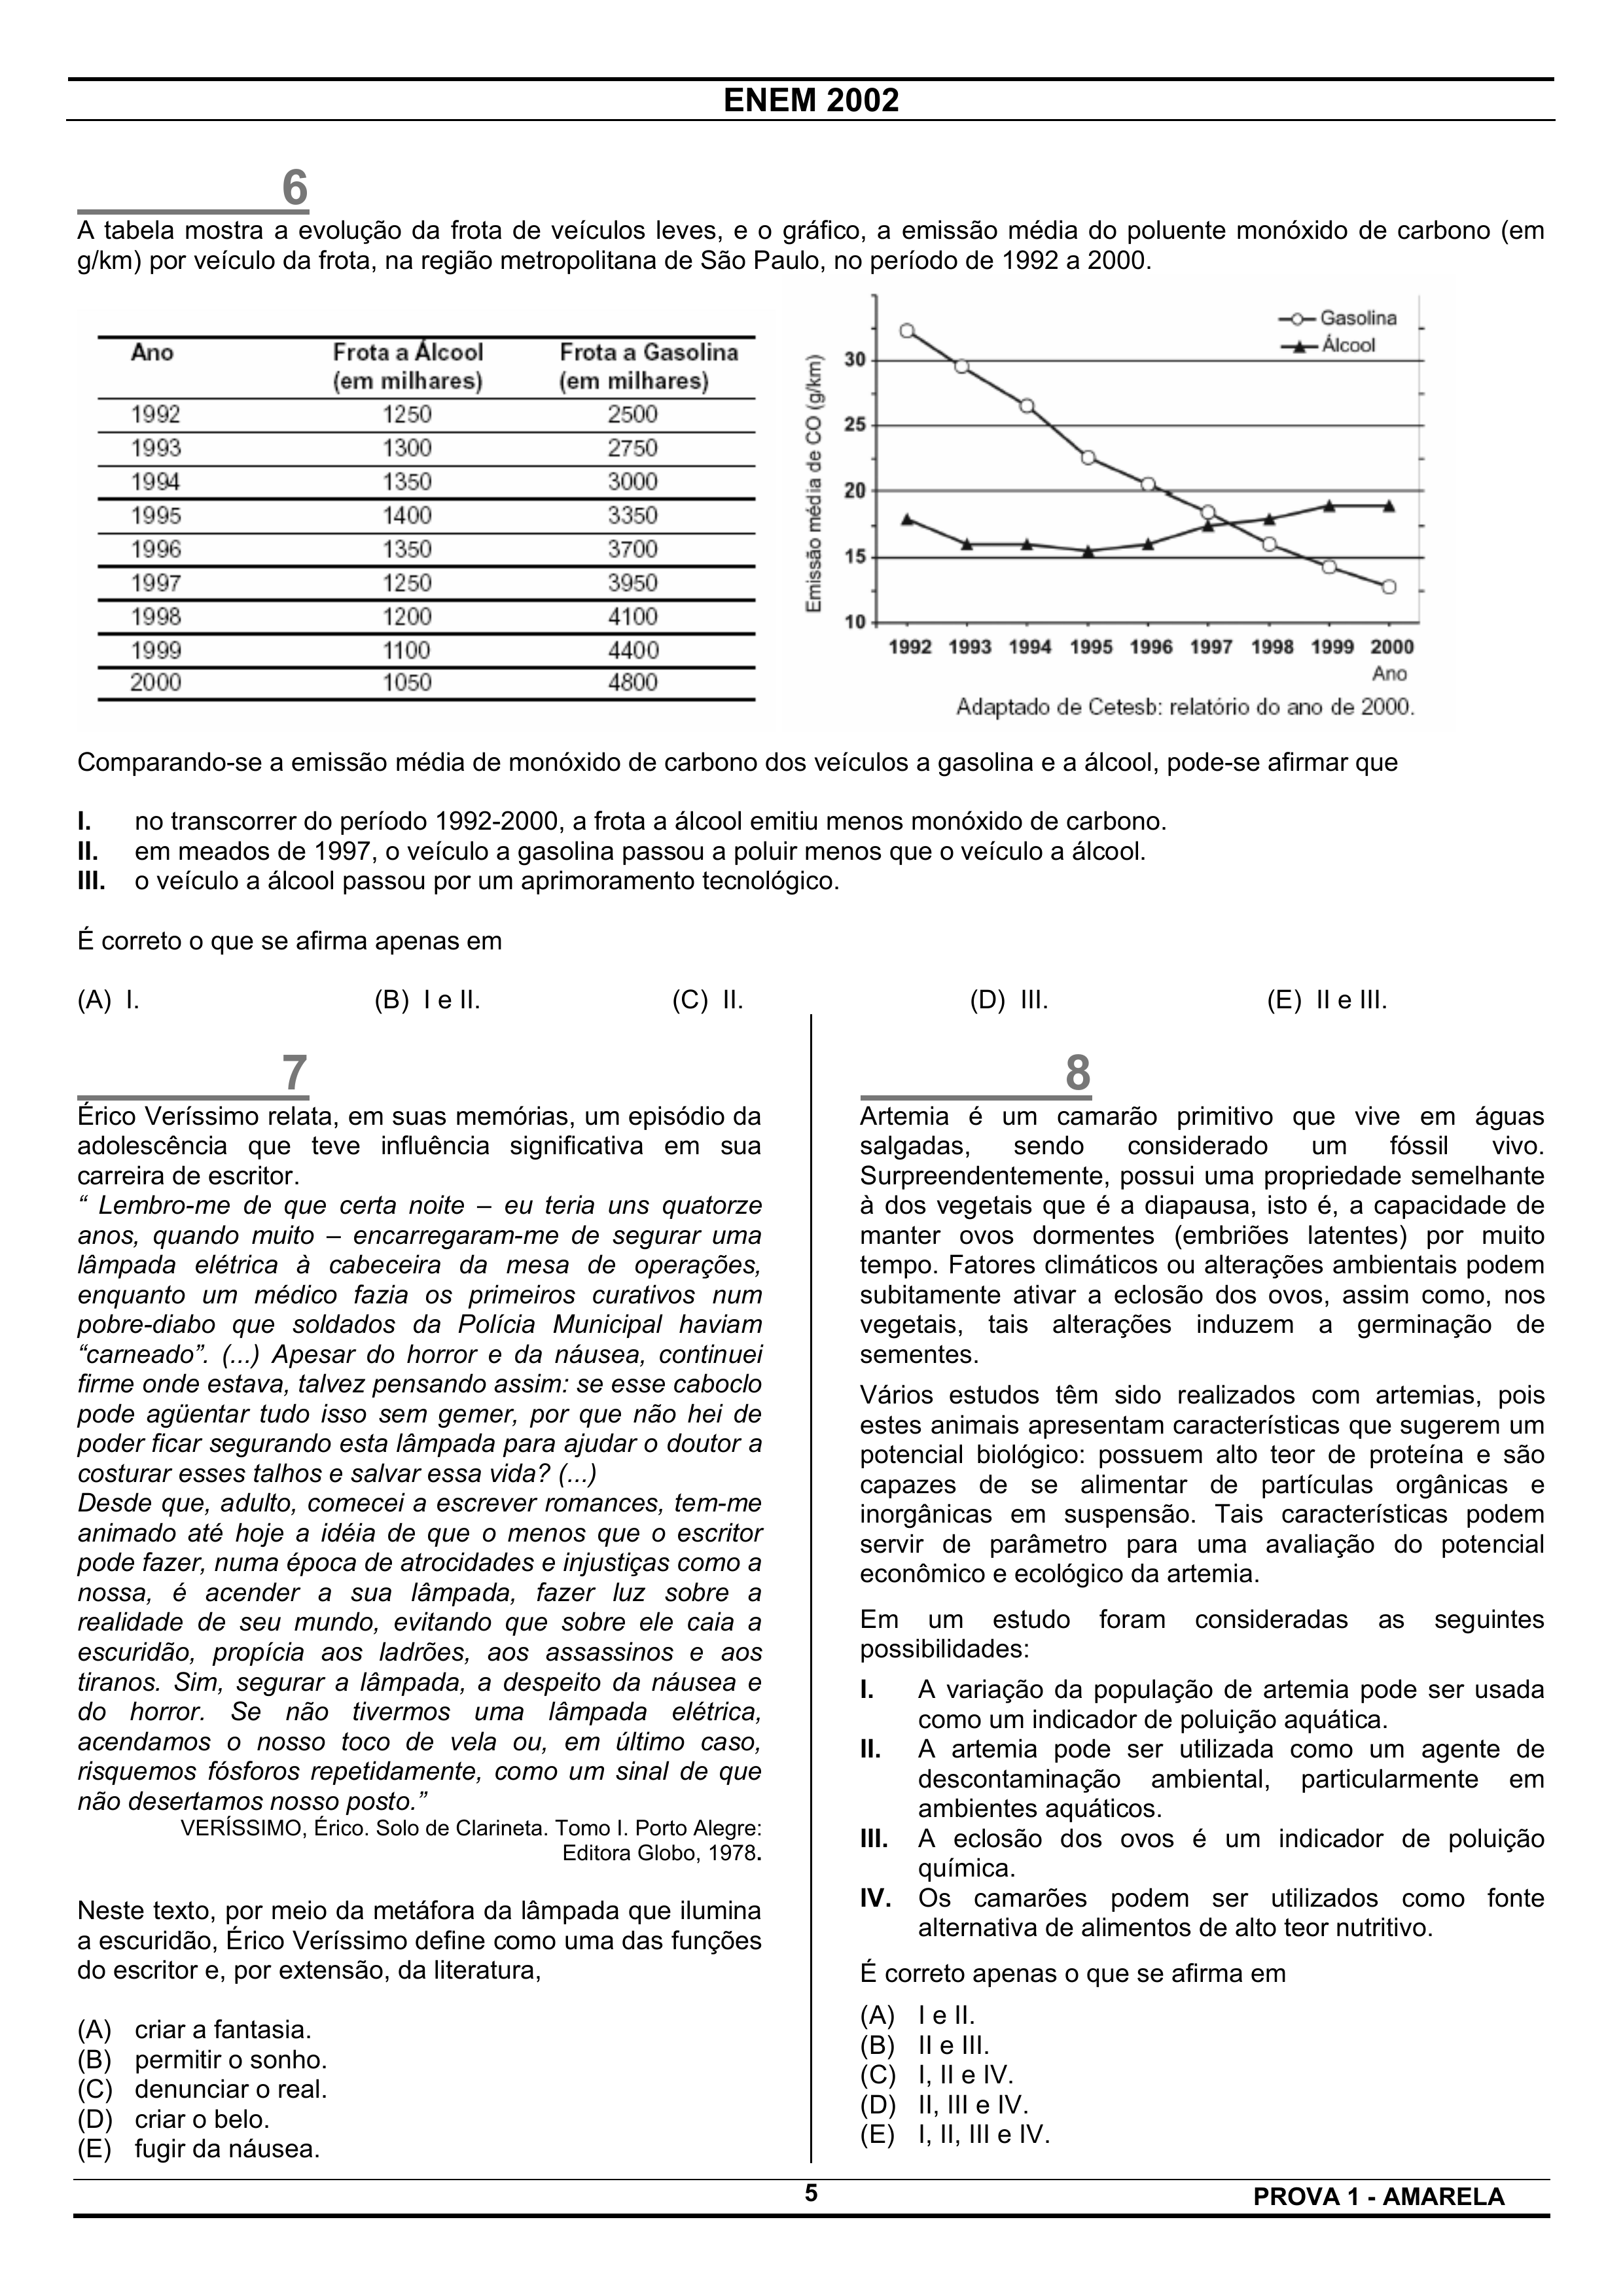 ENEM 2002
6
A tabela mostra a evolução da frota de veículos leves, e o gráfico, a emissão média do poluente monóxido de carbono (em
g/km) por veículo da frota, na região metropolitana de São Paulo, no período de 1992 a 2000.
Ano Frota a Álcool (em milhares) Frota a Gasolina (em milhares)
1992 1250 2500
1993 1300 2750
1994 1350 3000
1995 1400 3350
1996 1350 3700
1997 1250 3950
1998 1200 4100
1999 1100 4400
2000 1050 4800
Emissão média de CO (g/km)
Gasolina
Álcool
30
25
20
15
10
1992 1993 1994 1995 1996 1997 1998 1999 2000
Ano
Adaptado de Cetesb: relatório do ano de 2000.
Comparando-se a emissão média de monóxido de carbono dos veículos a gasolina e a álcool, pode-se afirmar que
I. no transcorrer do período 1992-2000, a frota a álcool emitiu menos monóxido de carbono.
II. em meados de 1997, o veículo a gasolina passou a poluir menos que o veículo a álcool.
III. o veículo a álcool passou por um aprimoramento tecnológico.
É correto o que se afirma apenas em
(A) I. (B) I e II. (C) II. (D) III. (E) II e III.
7
Érico Veríssimo relata, em suas memórias, um episódio da
adolescência que teve influência significativa em sua
carreira de escritor.
“ Lembro-me de que certa noite – eu teria uns quatorze
anos, quando muito – encarregaram-me de segurar uma
lâmpada elétrica à cabeceira da mesa de operações,
enquanto um médico fazia os primeiros curativos num
pobre-diabo que soldados da Polícia Municipal haviam
“carneado”. (...) Apesar do horror e da náusea, continuei
firme onde estava, talvez pensando assim: se esse caboclo
pode agüentar tudo isso sem gemer, por que não hei de
poder ficar segurando esta lâmpada para ajudar o doutor a
costurar esses talhos e salvar essa vida? (...)
Desde que, adulto, comecei a escrever romances, tem-me
animado até hoje a idéia de que o menos que o escritor
pode fazer, numa época de atrocidades e injustiças como a
nossa, é acender a sua lâmpada, fazer luz sobre a
realidade de seu mundo, evitando que sobre ele caia a
escuridão, propícia aos ladrões, aos assassinos e aos
tiranos. Sim, segurar a lâmpada, a despeito da náusea e
do horror. Se não tivermos uma lâmpada elétrica,
acendamos o nosso toco de vela ou, em último caso,
risquemos fósforos repetidamente, como um sinal de que
não desertamos nosso posto.”
VERÍSSIMO, Érico. Solo de Clarineta. Tomo I. Porto Alegre:
Editora Globo, 1978.
Neste texto, por meio da metáfora da lâmpada que ilumina
a escuridão, Érico Veríssimo define como uma das funções
do escritor e, por extensão, da literatura,
(A) criar a fantasia.
(B) permitir o sonho.
(C) denunciar o real.
(D) criar o belo.
(E) fugir da náusea.
8
Artemia é um camarão primitivo que vive em águas
salgadas, sendo considerado um fóssil vivo.
Surpreendentemente, possui uma propriedade semelhante
à dos vegetais que é a diapausa, isto é, a capacidade de
manter ovos dormentes (embriões latentes) por muito
tempo. Fatores climáticos ou alterações ambientais podem
subitamente ativar a eclosão dos ovos, assim como, nos
vegetais, tais alterações induzem a germinação de
sementes.
Vários estudos têm sido realizados com artemias, pois
estes animais apresentam características que sugerem um
potencial biológico: possuem alto teor de proteína e são
capazes de se alimentar de partículas orgânicas e
inorgânicas em suspensão. Tais características podem
servir de parâmetro para uma avaliação do potencial
econômico e ecológico da artemia.
Em um estudo foram consideradas as seguintes
possibilidades:
I. A variação da população de artemia pode ser usada
como um indicador de poluição aquática.
II. A artemia pode ser utilizada como um agente de
descontaminação ambiental, particularmente em
ambientes aquáticos.
III. A eclosão dos ovos é um indicador de poluição
química.
IV. Os camarões podem ser utilizados como fonte
alternativa de alimentos de alto teor nutritivo.
É correto apenas o que se afirma em
(A) I e II.
(B) II e III.
(C) I, II e IV.
(D) II, III e IV.
(E) I, II, III e IV.
5
PROVA 1 - AMARELA